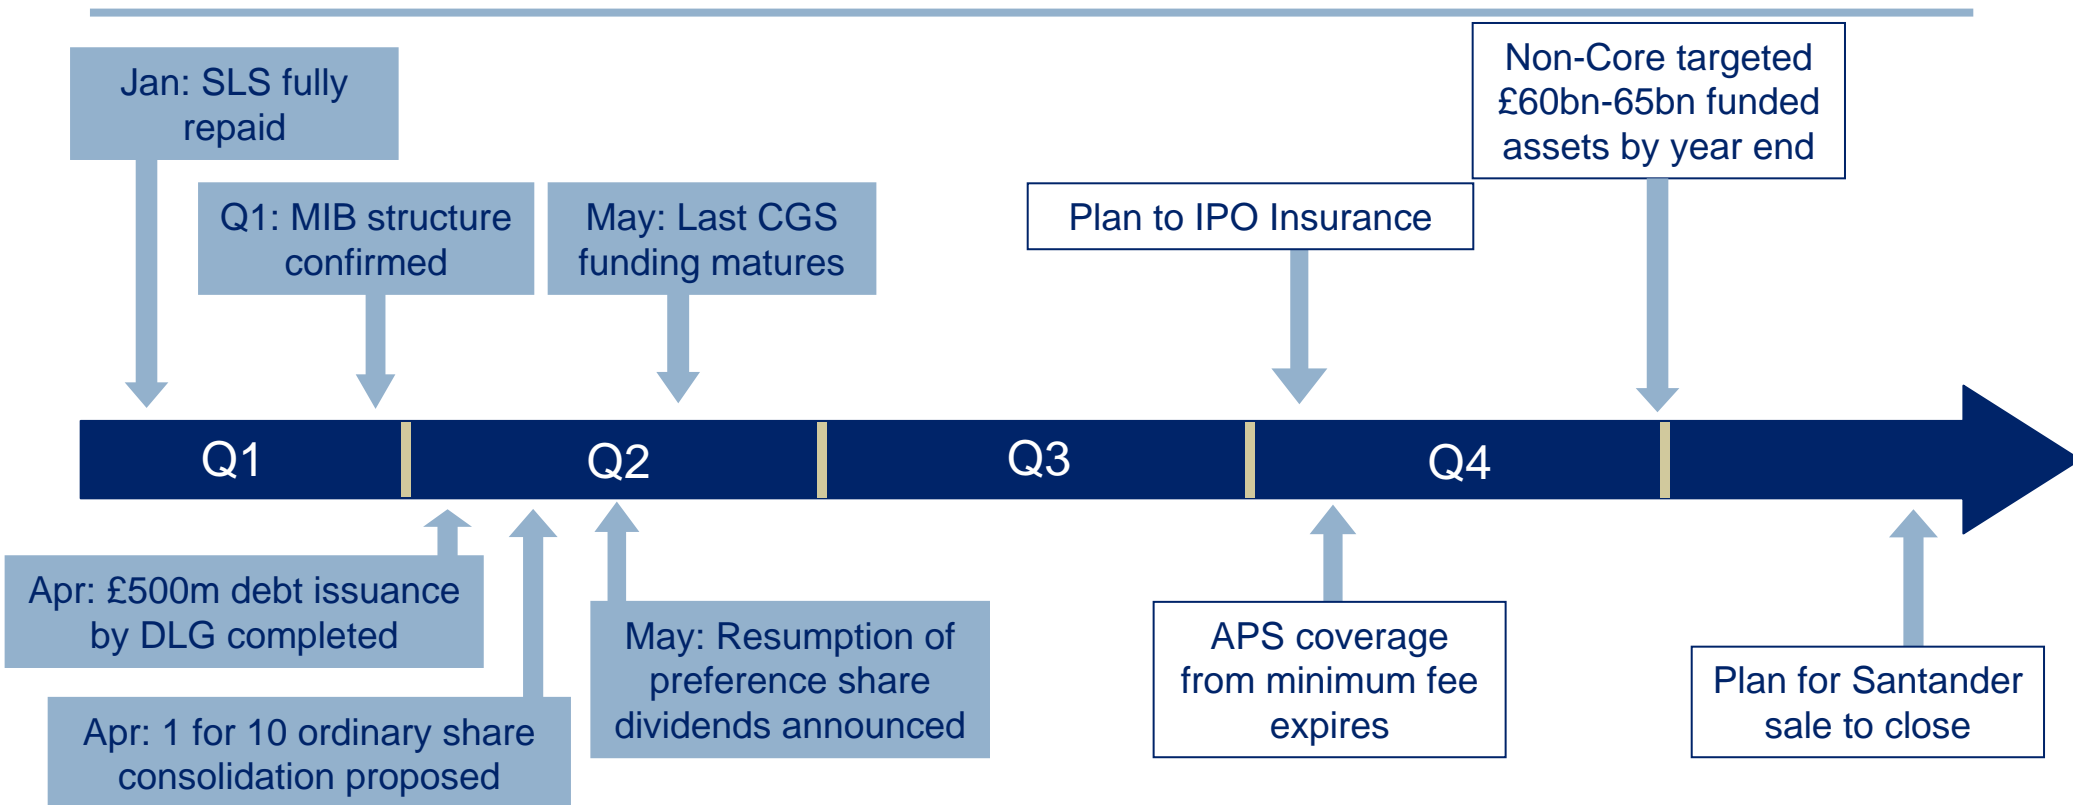 Jan: SLS fully
repaid
Q1: MIB structure
confirmed
May: Last CGS
funding matures
Plan to IPO Insurance
Non-Core targeted
£60bn-65bn funded
assets by year end
Q1
Q2
Q3
Q4
Apr: £500m debt issuance
by DLG completed
Apr: 1 for 10 ordinary share
consolidation proposed
May: Resumption of
preference share
dividends announced
APS coverage
from minimum fee
expires
Plan for Santander
sale to close